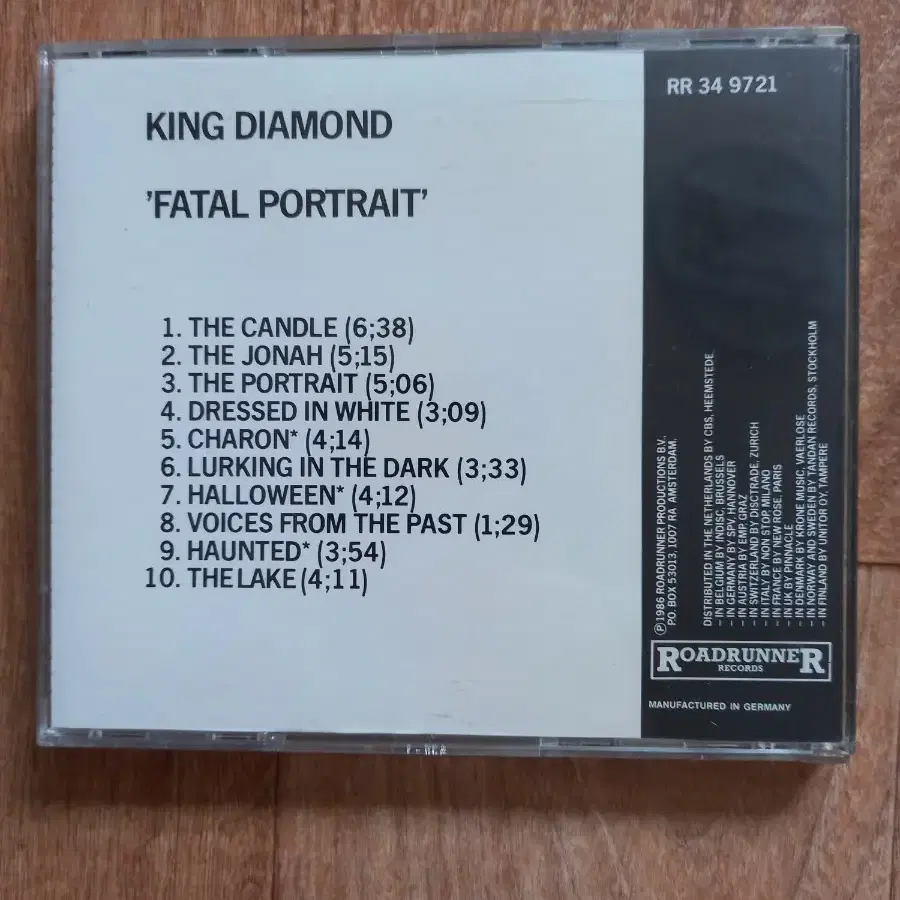 KING DIAMOND
'FATAL PORTRAIT'
1. THE CANDLE (6;38)
2. THE JONAH (5;15)
3. THE PORTRAIT (5;06)
4. DRESSED IN WHITE (3;09)
5. CHARON* (4;14)
6. LURKING IN THE DARK (3;33)
7. HALLOWEEN* (4;12)
8. VOICES FROM THE PAST (1;29)
9. HAUNTED* (3;54)
10. THE LAKE (4;11)
RR 34 9721
℗ 1986 ROADRUNNER PRODUCTIONS B.V.,
P.O. BOX 53013, 1007 RA AMSTERDAM.
DISTRIBUTED IN THE NETHERLANDS BY CBS, HEEMSTEDE
- IN BELGIUM BY INDISC, BRUSSELS
- IN GERMANY BY SPV, HANNOVER
- IN AUSTRIA BY EMP, GRAZ
- IN SWITZERLAND BY DISCTRADE, ZURICH
- IN ITALY BY NON STOP, MILANO
- IN FRANCE BY NEW ROSE, PARIS
- IN UK BY PINNACLE
- IN DENMARK BY KRONE MUSIC, VAERLOSE
- IN NORWAY AND SWEDEN BY TANDAN RECORDS, STOCKHOLM
- IN FINLAND BY UNITOR OY, TAMPERE
ROADRUNNER
RECORDS
MANUFACTURED IN GERMANY